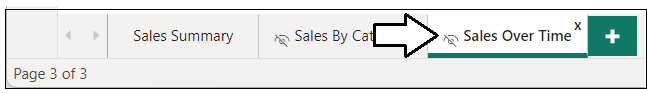 Sales Summary Sales By Cat Sales Over Time x +
Page 3 of 3